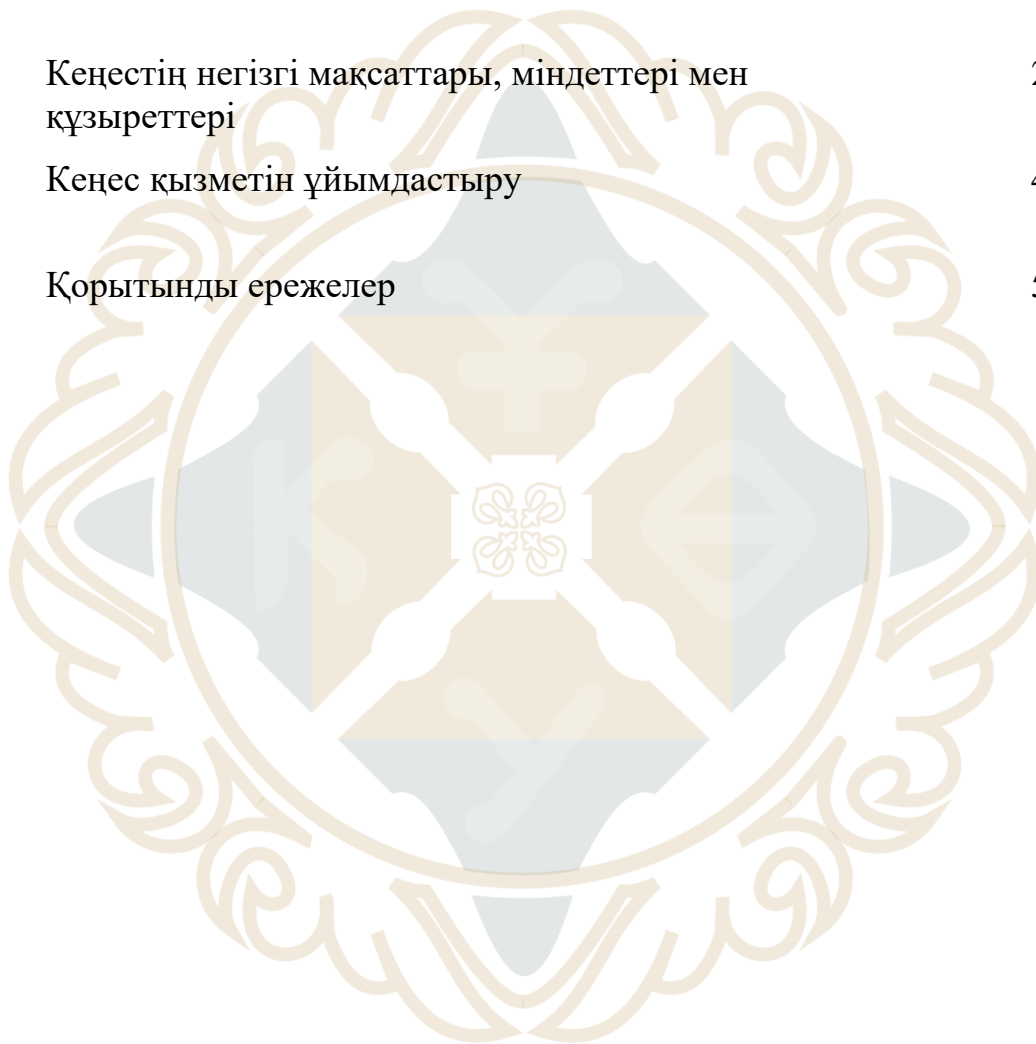 Кеңестің негізгі мақсаттары, міндеттері мен 2
құзыреттері
Кеңес қызметін ұйымдастыру 4
Қорытынды ережелер 5